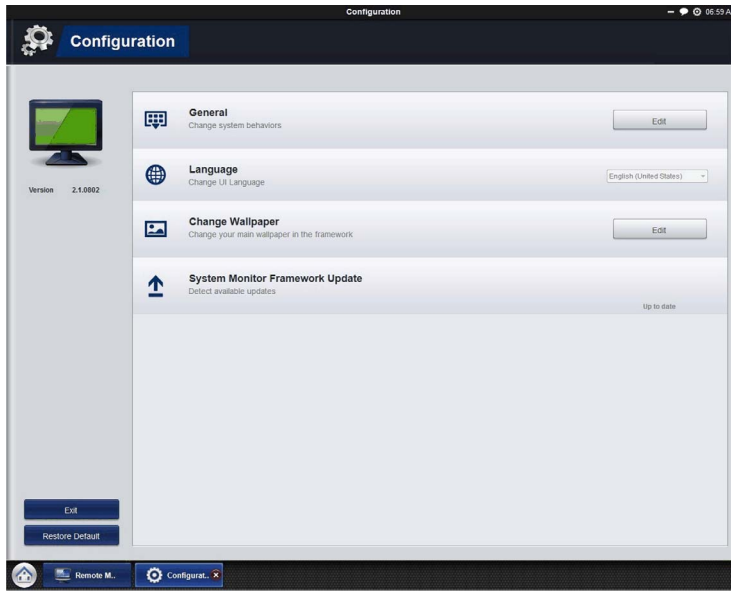 Configuration
06:59 A
Configuration
General
Change system behaviors
Edit
Language
Change UI Language
English (United States)
Version 2.1.0802
Change Wallpaper
Change your main wallpaper in the framework
Edit
System Monitor Framework Update
Detect available updates
Up to date
Exit
Restore Default
Remote M..
Configurat..